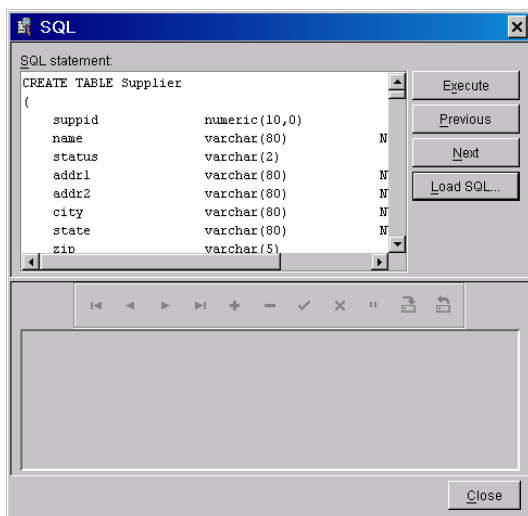 SQL
SQL statement:
CREATE TABLE Supplier
(
suppid numeric(10,0)
name varchar(80) N
status varchar(2)
addr1 varchar(80)
addr2 varchar(80)
city varchar(80)
state varchar(80)
zip varchar(5)
Execute
Previous
Next
Load SQL...
Close